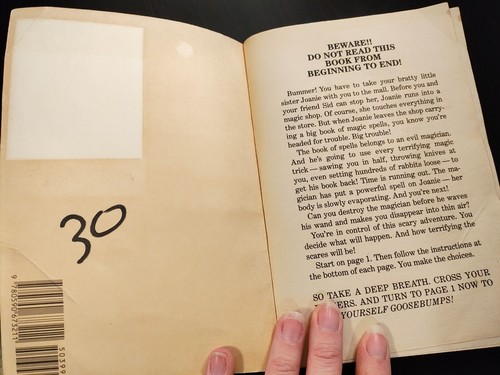 30
9780590673211
50399
BEWARE!!
DO NOT READ THIS
BOOK FROM
BEGINNING TO END!
Bummer! You have to take your bratty little
sister Joanie with you to the mall. Before you and
your friend Sid can stop her, Joanie runs into a
magic shop. Of course, she touches everything in
the store. But when Joanie leaves the shop carry-
ing a big book of magic spells, you know you're
headed for trouble. Big trouble!
The book of spells belongs to an evil magician.
And he's going to use every terrifying magic
trick — sawing you in half, throwing knives at
you, even setting hundreds of rabbits loose — to
get his book back! Time is running out. The ma-
gician has put a powerful spell on Joanie — her
body is slowly evaporating. And you're next!
Can you destroy the magician before he waves
his wand and makes you disappear into thin air?
You're in control of this scary adventure. You
decide what will happen. And how terrifying the
scares will be!
Start on page 1. Then follow the instructions at
the bottom of each page. You make the choices.
SO TAKE A DEEP BREATH. CROSS YOUR
ERS. AND TURN TO PAGE 1 NOW TO
YOURSELF GOOSEBUMPS!